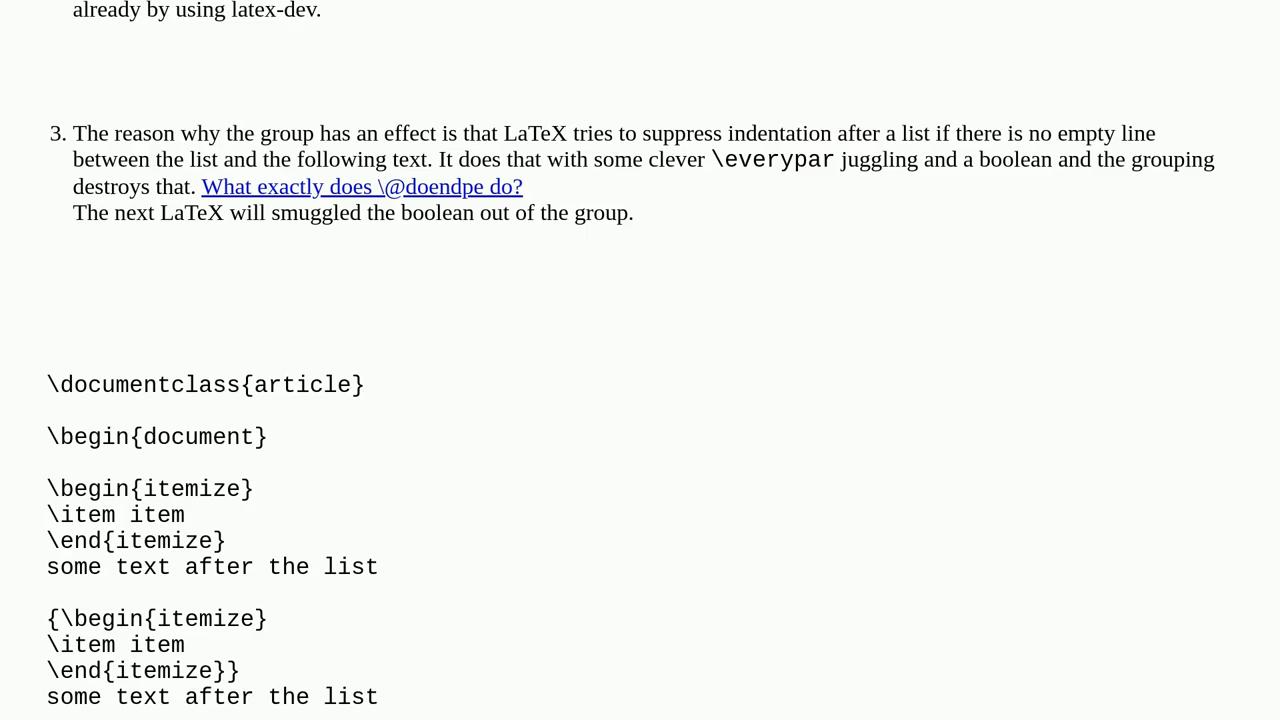 already by using latex-dev.
3. The reason why the group has an effect is that LaTeX tries to suppress indentation after a list if there is no empty line
between the list and the following text. It does that with some clever \everypar juggling and a boolean and the grouping
destroys that. What exactly does \@doendpe do?
The next LaTeX will smuggled the boolean out of the group.
\documentclass{article}
\begin{document}
\begin{itemize}
\item item
\end{itemize}
some text after the list
{\begin{itemize}
\item item
\end{itemize}}
some text after the list